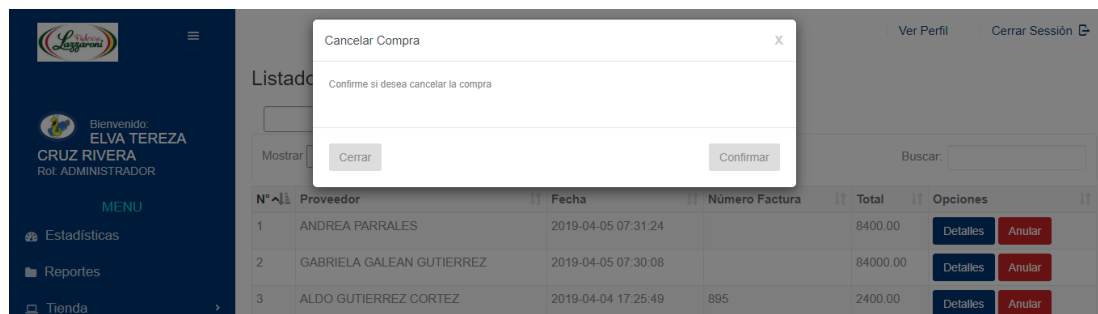 Fideos
Lazzaroni
Bienvenido:
ELVA TEREZA
CRUZ RIVERA
Rol: ADMINISTRADOR
MENU
Estadísticas
Reportes
Tienda
Ver Perfil
Cerrar Sessión
Cancelar Compra
X
Confirme si desea cancelar la compra
Cerrar
Confirmar
Listado
Mostrar
Buscar:
N° Proveedor Fecha Número Factura Total Opciones
1 ANDREA PARRALES 2019-04-05 07:31:24 8400.00 Detalles Anular
2 GABRIELA GALEAN GUTIERREZ 2019-04-05 07:30:08 84000.00 Detalles Anular
3 ALDO GUTIERREZ CORTEZ 2019-04-04 17:25:49 895 2400.00 Detalles Anular